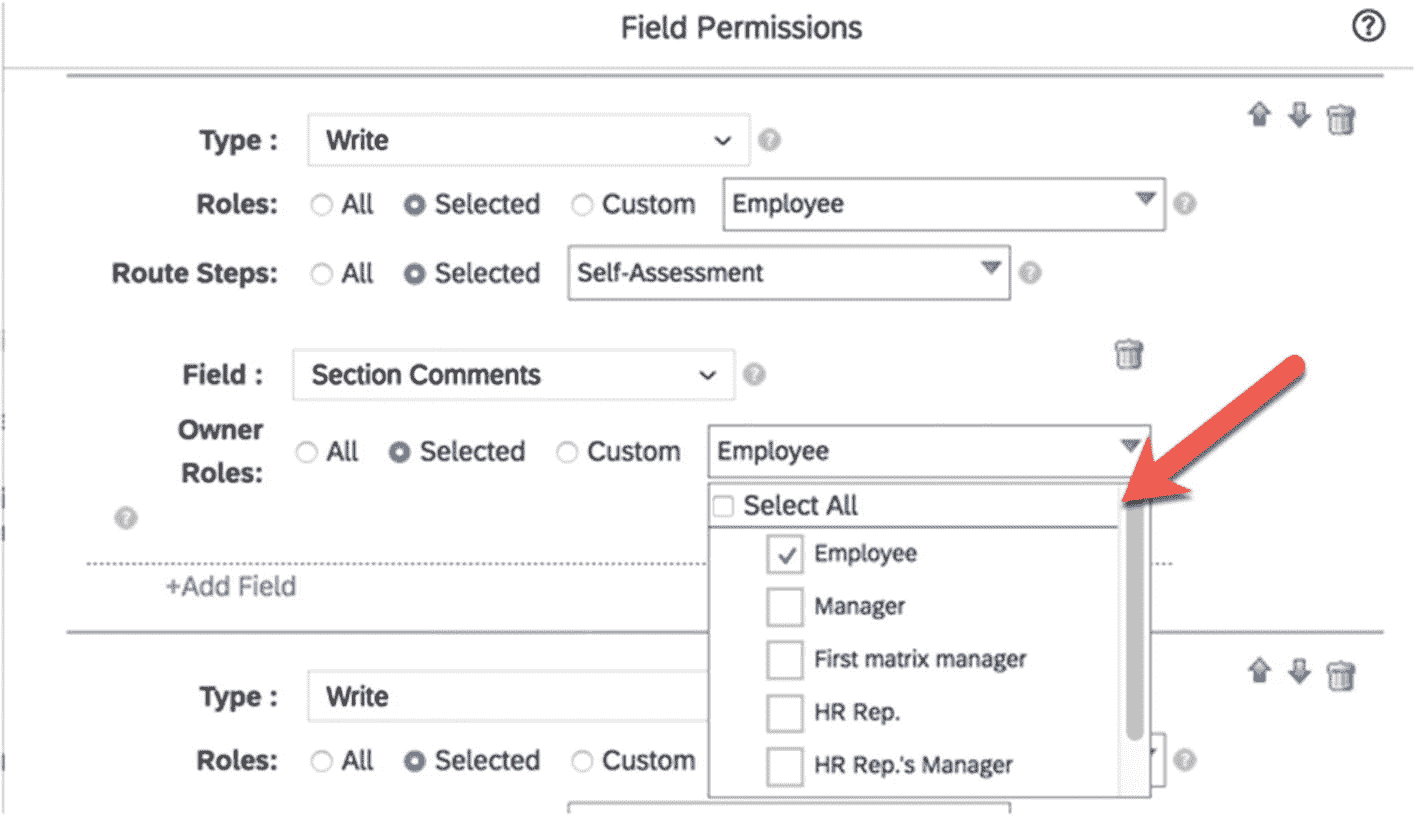 Field Permissions ?
Type : Write ?
Roles: All Selected Custom Employee ?
Route Steps: All Selected Self-Assessment ?
Field : Section Comments ?
Owner
Roles: All Selected Custom Employee
Select All
?
Employee
+Add Field
Manager
First matrix manager
Type : Write
HR Rep.
Roles: All Selected Custom ?
HR Rep.'s Manager